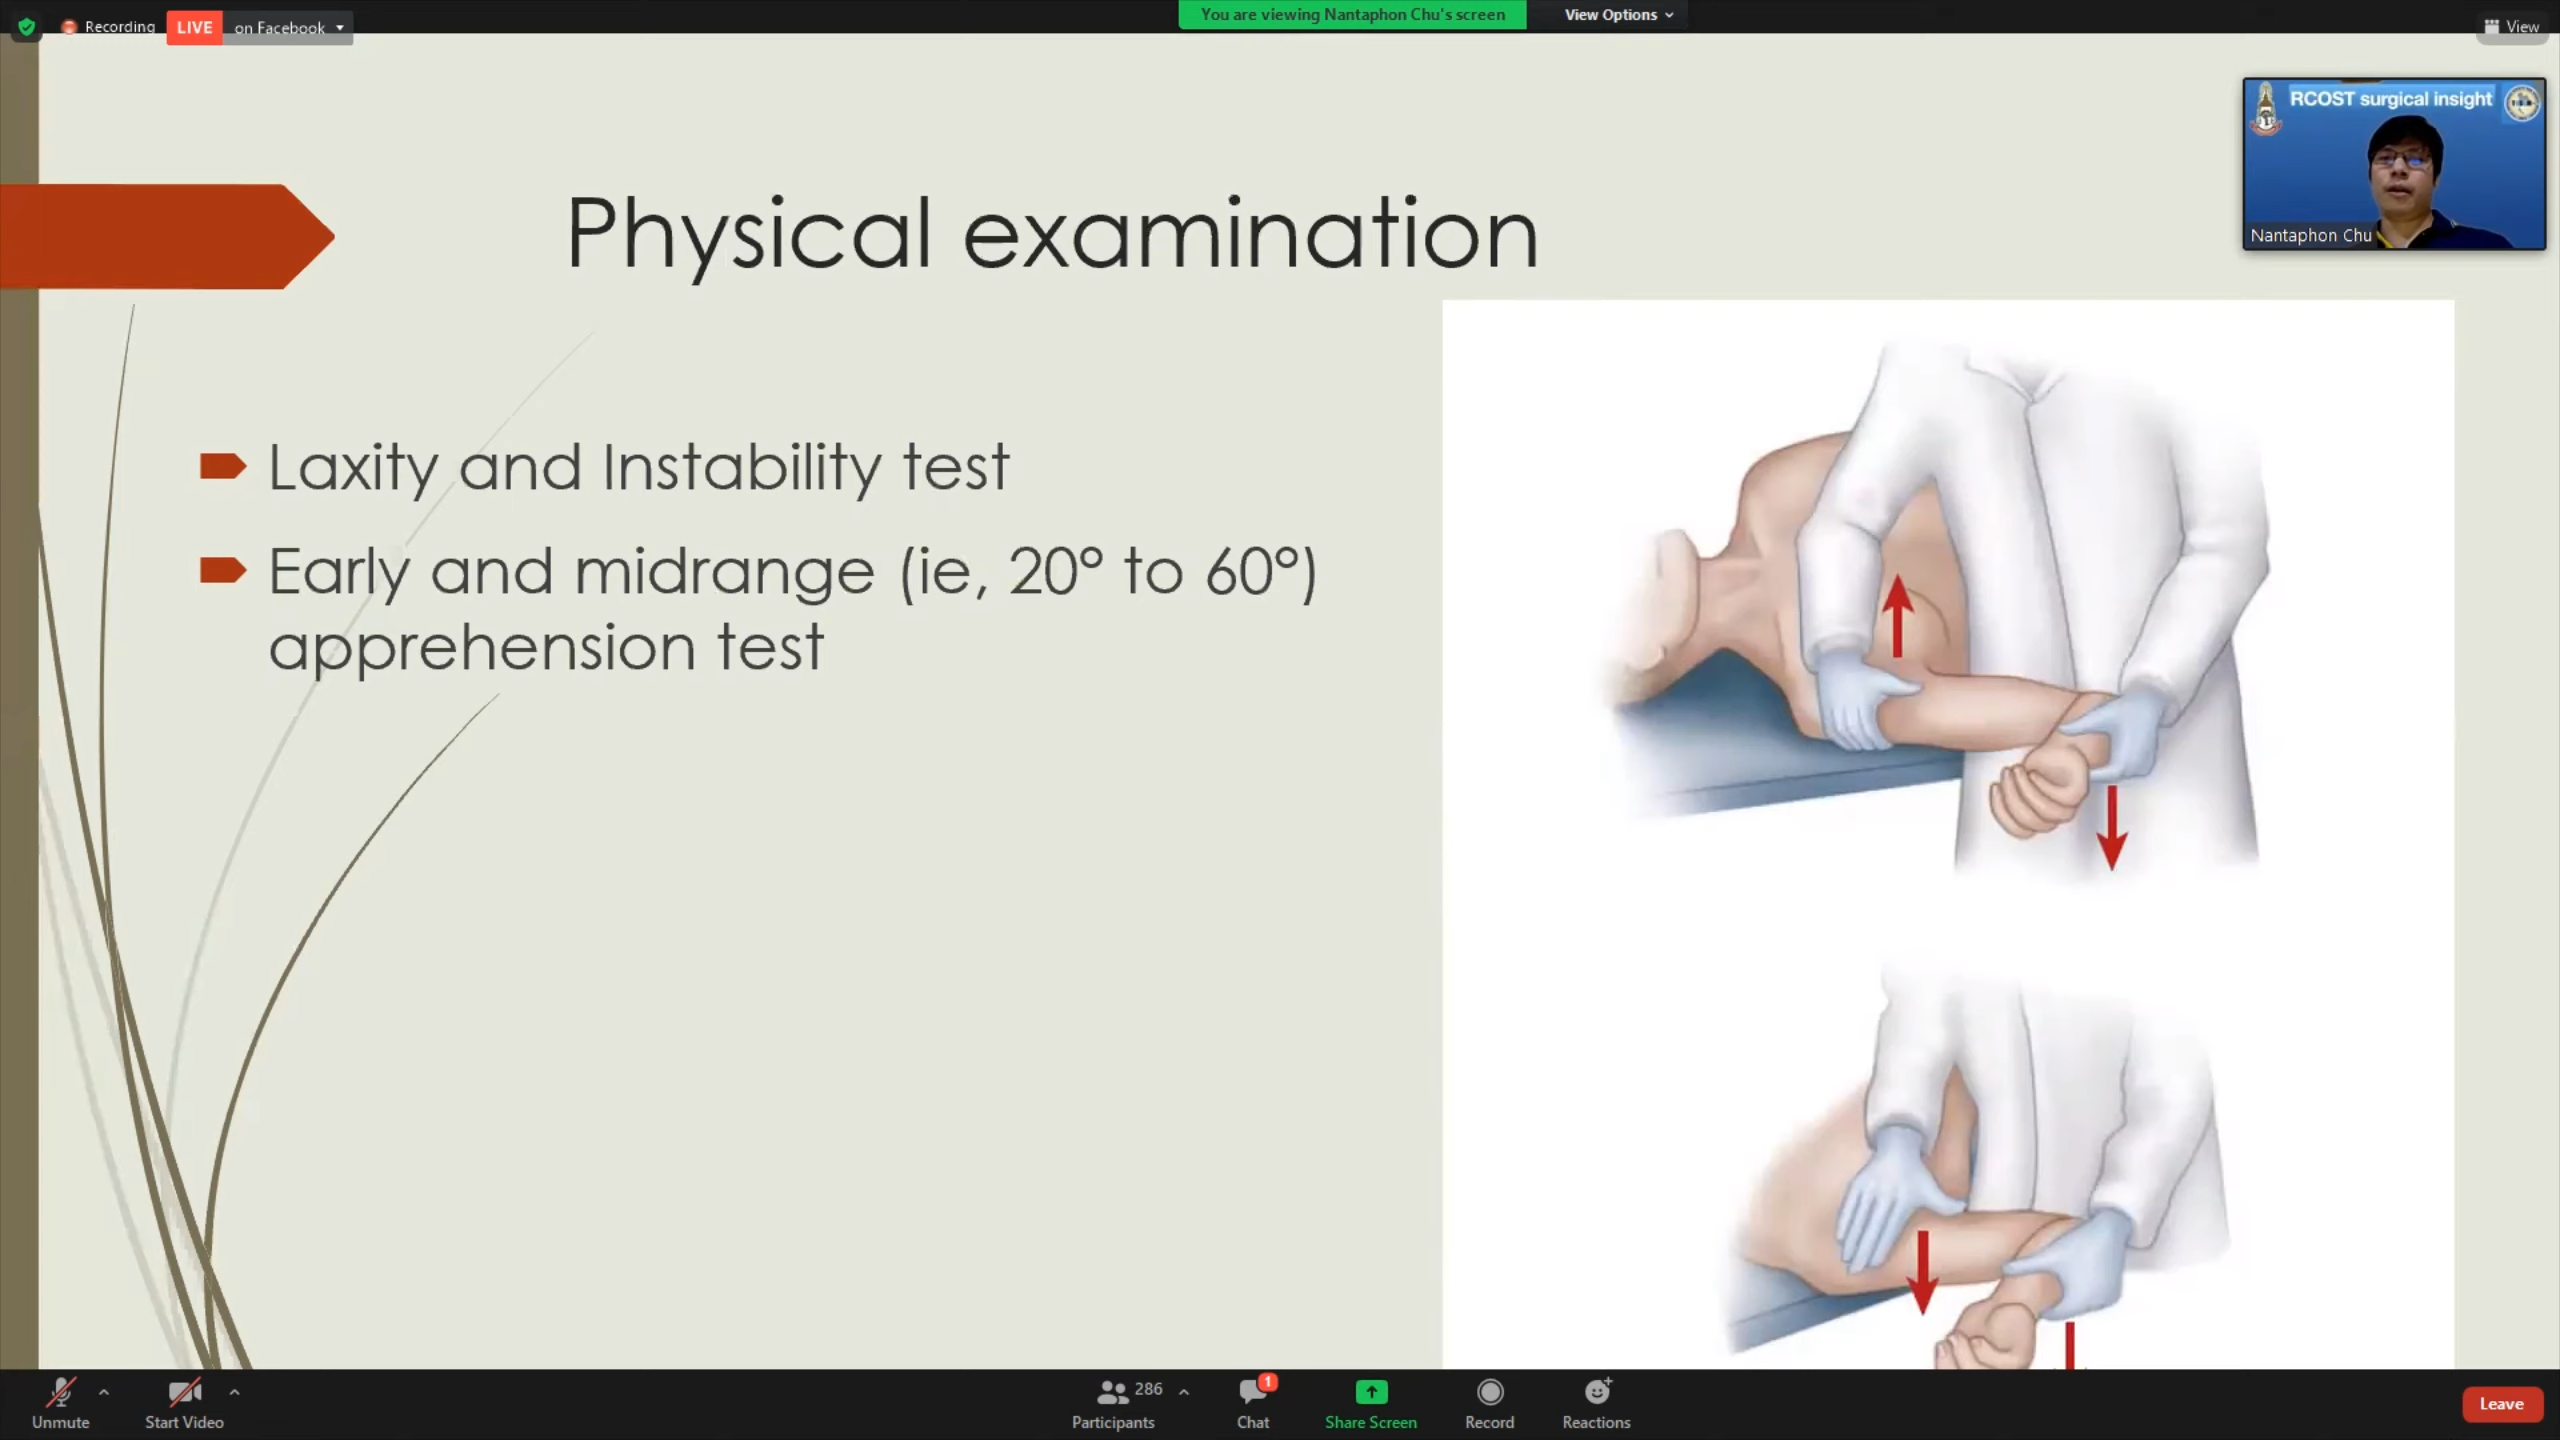 Recording
LIVE on Facebook
You are viewing Nantaphon Chu's screen
View Options
View
RCOST surgical insight
Nantaphon Chu
Physical examination
Laxity and Instability test
Early and midrange (ie, 20° to 60°)
apprehension test
Unmute
Start Video
286
Participants
1
Chat
Share Screen
Record
Reactions
Leave